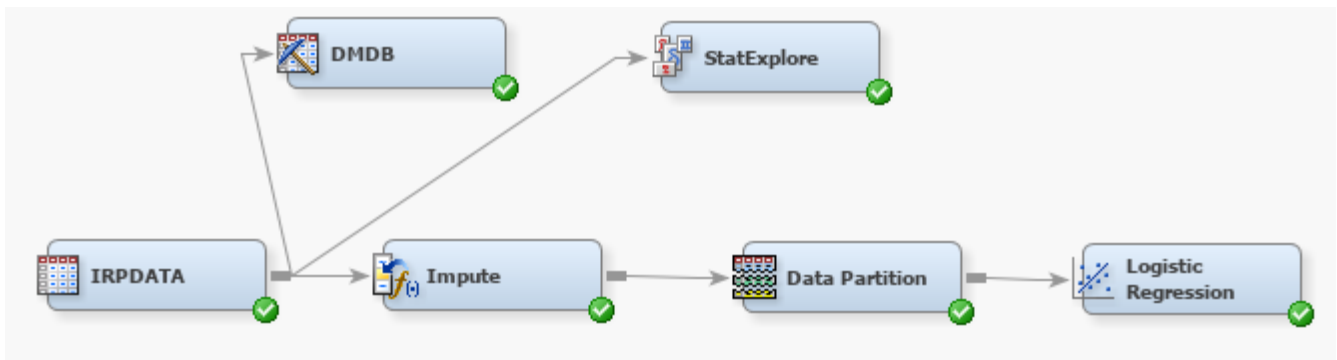 DMDB
StatExplore
IRPDATA
Impute
Data Partition
Logistic
Regression